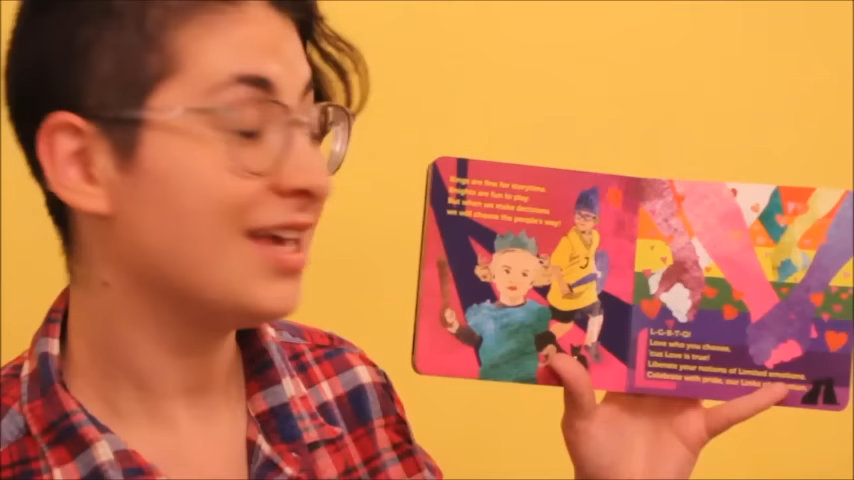 Kings are fine for storytime
Knights are fun to play
But when we make decisions
we will choose the people's way!
L-G-B-T-Q!
Love who you choose,
'cuz Love is true!
Liberate your notions of Limited emotions.
Celebrate with pride, our Links of